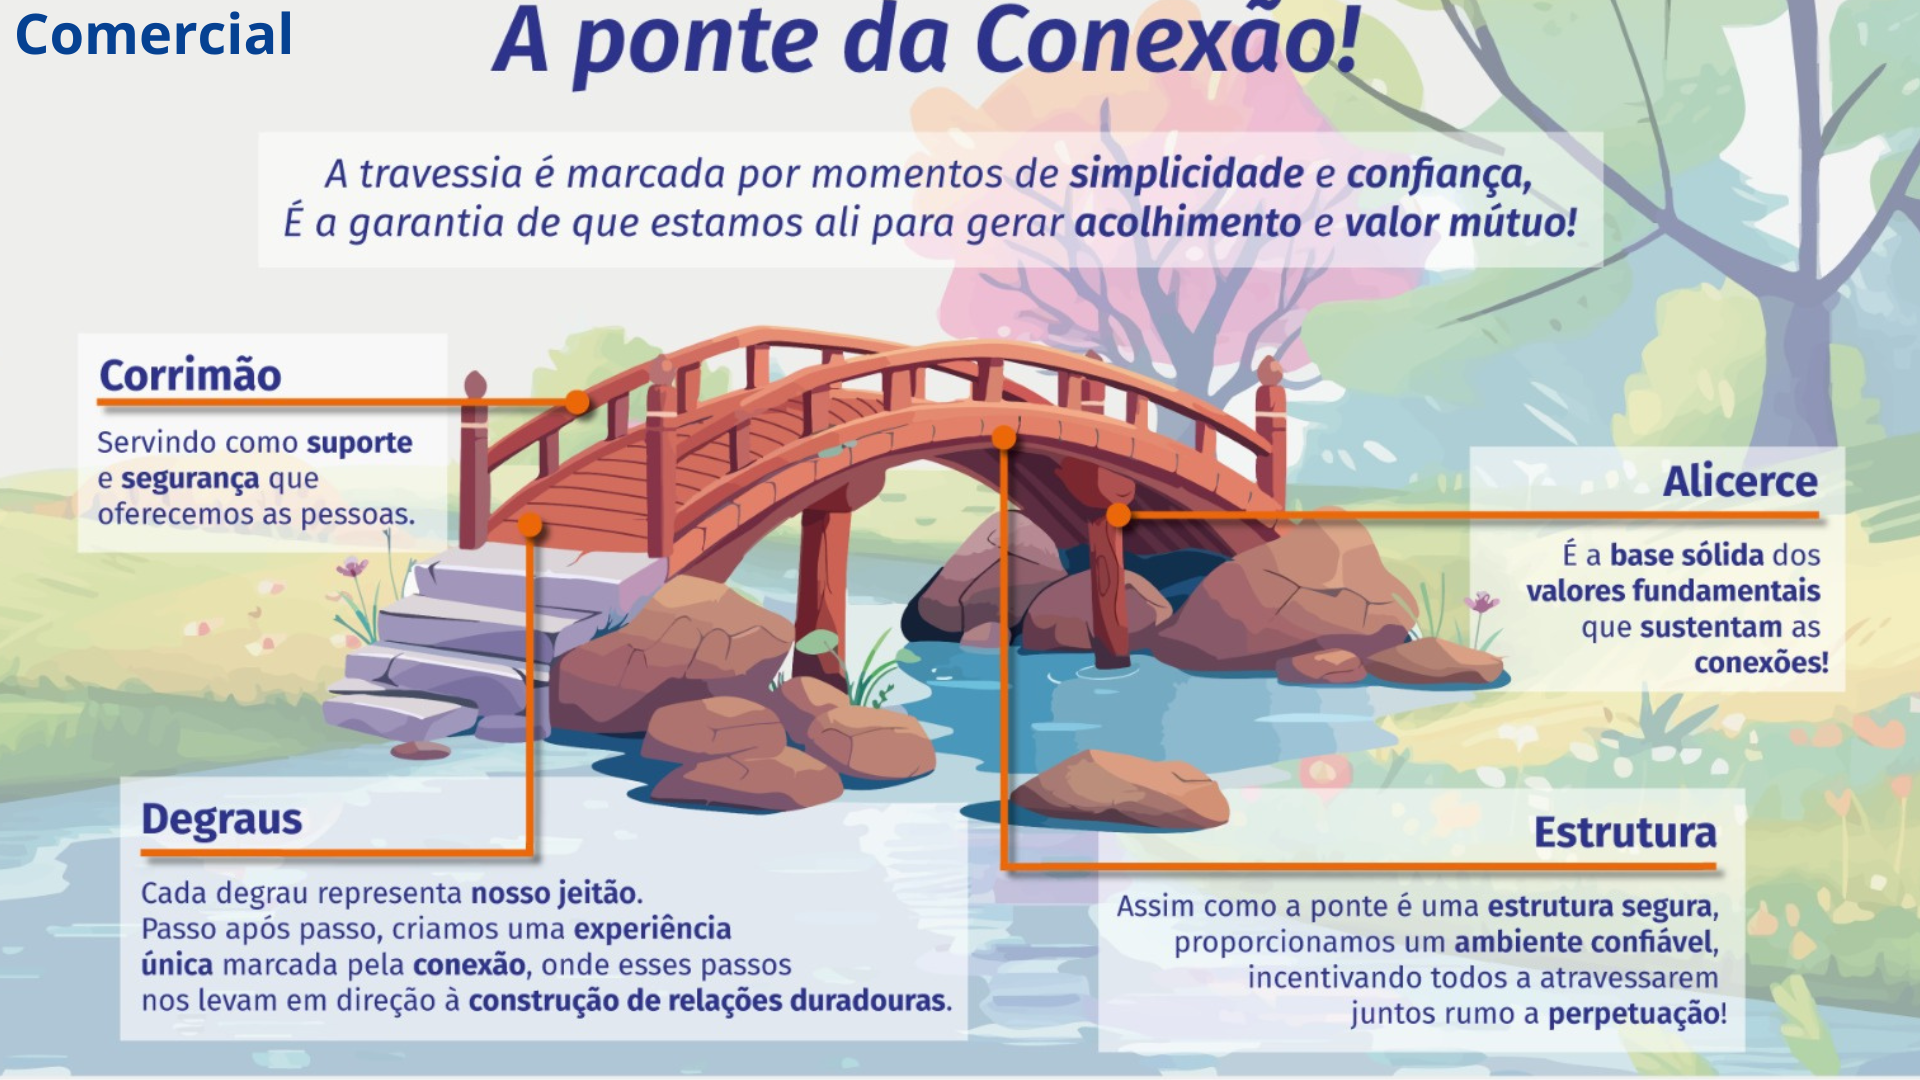 Comercial
A ponte da Conexão!
A travessia é marcada por momentos de simplicidade e confiança,
É a garantia de que estamos ali para gerar acolhimento e valor mútuo!
Corrimão
Servindo como suporte
e segurança que
oferecemos as pessoas.
Alicerce
É a base sólida dos
valores fundamentais
que sustentam as
conexões!
Degraus
Cada degrau representa nosso jeitão.
Passo após passo, criamos uma experiência
única marcada pela conexão, onde esses passos
nos levam em direção à construção de relações duradouras.
Estrutura
Assim como a ponte é uma estrutura segura,
proporcionamos um ambiente confiável,
incentivando todos a atravessarem
juntos rumo a perpetuação!